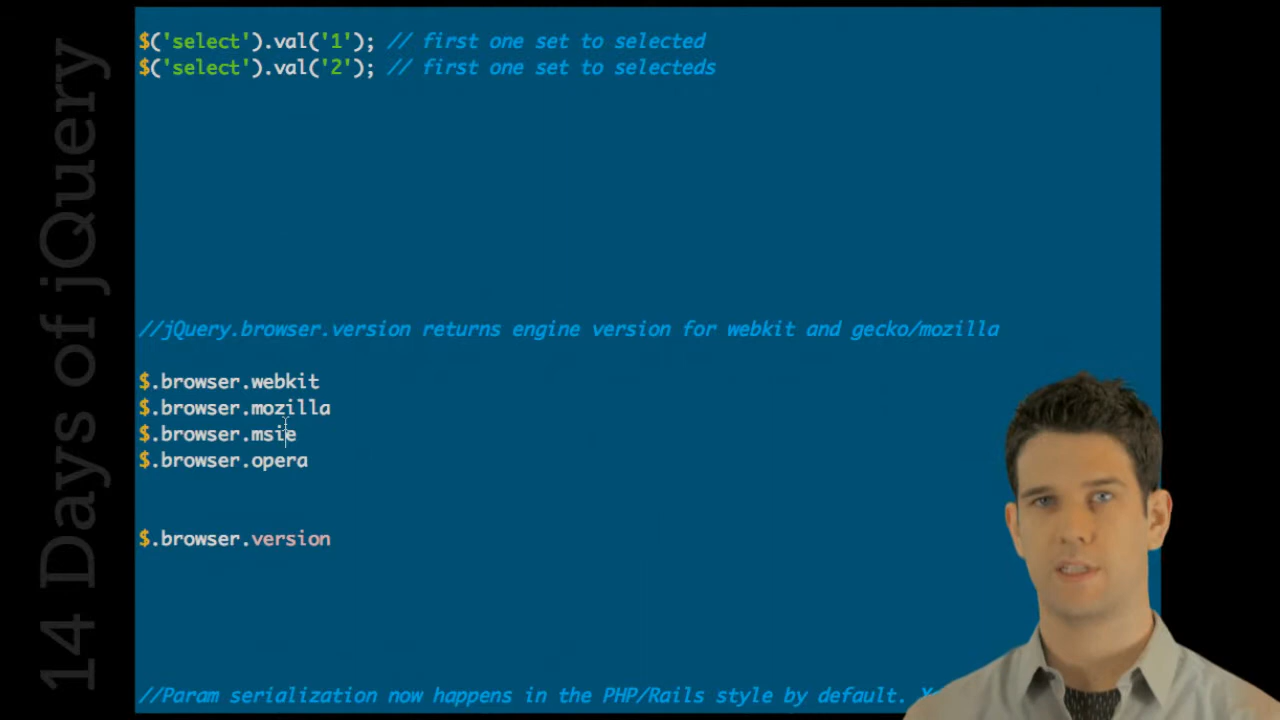 14 Days of jQuery
$('select').val('1'); // first one set to selected
$('select').val('2'); // first one set to selecteds
//jQuery.browser.version returns engine version for webkit and gecko/mozilla
$.browser.webkit
$.browser.mozilla
$.browser.msie
$.browser.opera
$.browser.version
//Param serialization now happens in the PHP/Rails style by default.